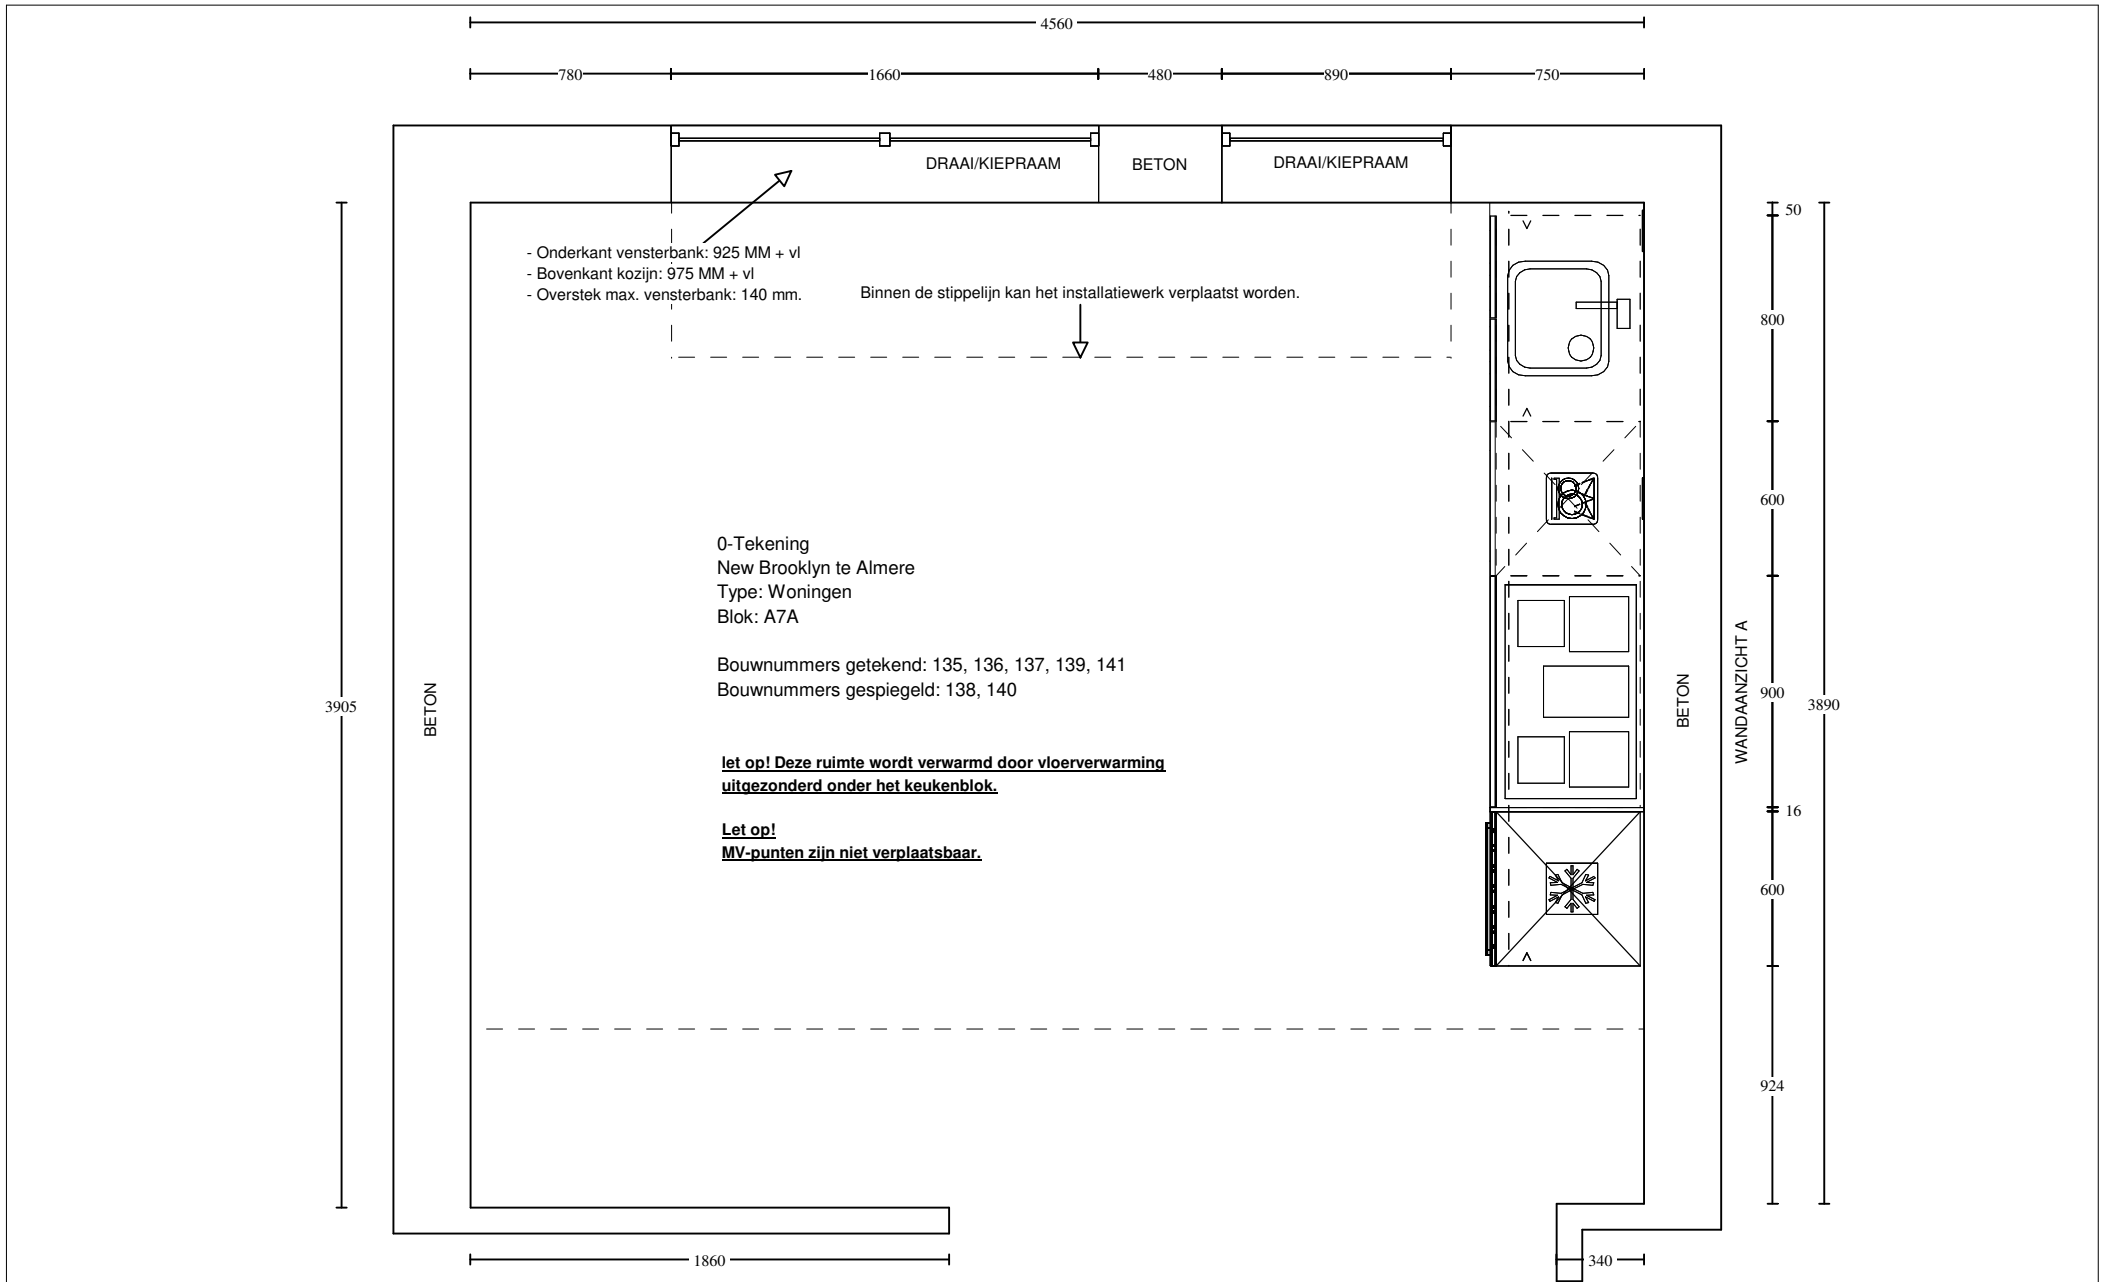 4560
780 1660 480 890 750
DRAAI/KIEPRAAM BETON DRAAI/KIEPRAAM
- Onderkant vensterbank: 925 MM + vl
- Bovenkant kozijn: 975 MM + vl
- Overstek max. vensterbank: 140 mm.
Binnen de stippelijn kan het installatiewerk verplaatst worden.
0-Tekening
New Brooklyn te Almere
Type: Woningen
Blok: A7A
Bouwnummers getekend: 135, 136, 137, 139, 141
Bouwnummers gespiegeld: 138, 140
let op! Deze ruimte wordt verwarmd door vloerverwarming
uitgezonderd onder het keukenblok.
Let op!
MV-punten zijn niet verplaatsbaar.
3905
BETON
BETON
WANDAANZICHT A
50
800
600
900
16
600
924
3890
1860
340